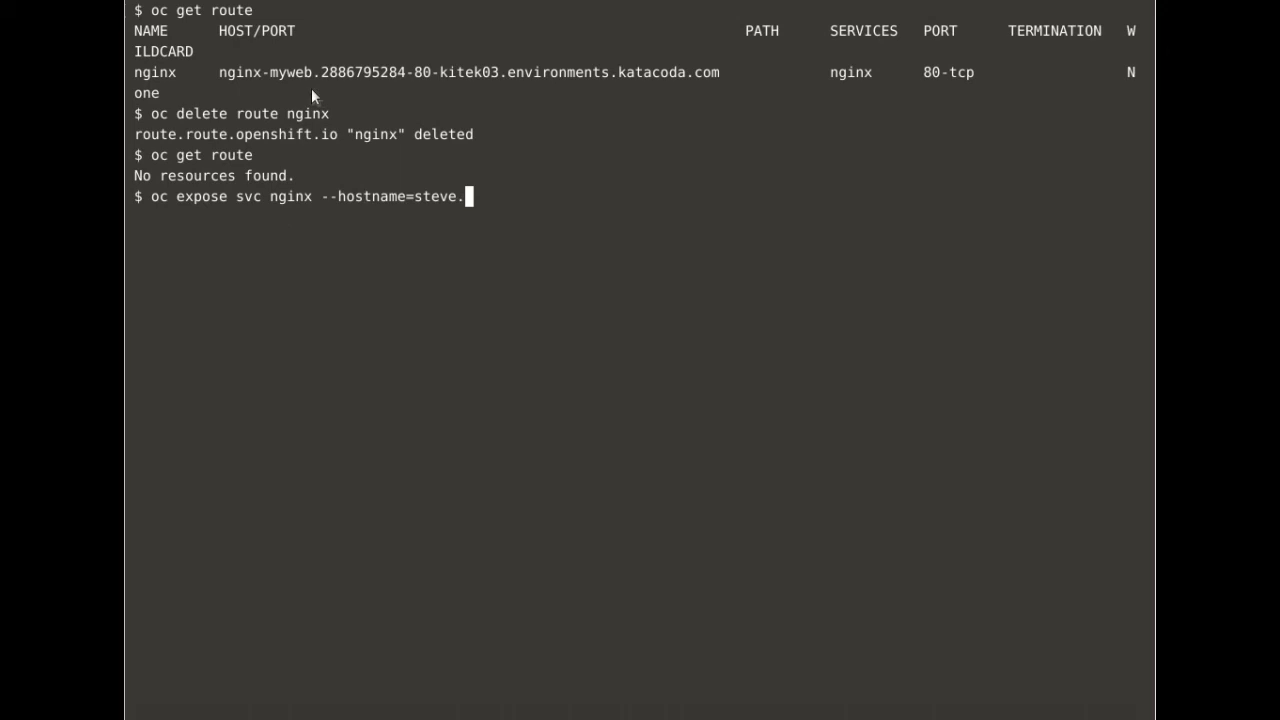 $ oc get route
NAME HOST/PORT PATH SERVICES PORT TERMINATION W
ILDCARD
nginx nginx-myweb.2886795284-80-kitek03.environments.katacoda.com nginx 80-tcp N
one
$ oc delete route nginx
route.route.openshift.io "nginx" deleted
$ oc get route
No resources found.
$ oc expose svc nginx --hostname=steve.